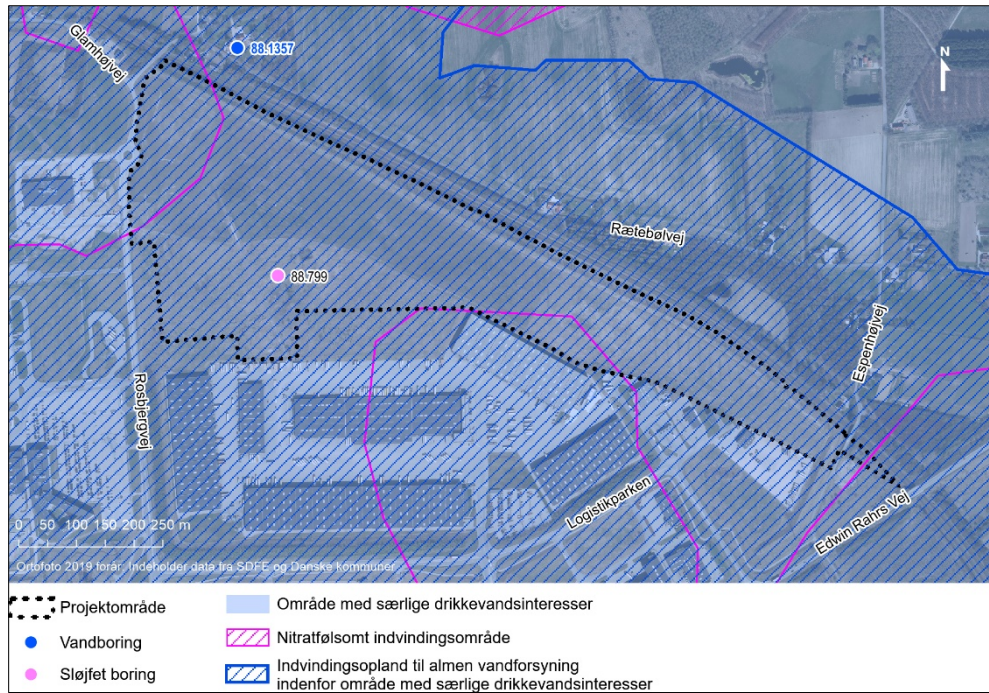 Glamhøjvej
88.1357
N
Rætebølvej
88.799
Espenhøjvej
Rosbjergvej
Logistikparken
Edwin Rahrs Vej
0 50 100 150 200 250 m
Ortofoto 2019 forår: Indeholder data fra SDFE og Danske kommuner
Projektområde
Vandboring
Sløjfet boring
Område med særlige drikkevandsinteresser
Nitratfølsomt indvindingsområde
Indvindingsopland til almen vandforsyning
indenfor område med særlige drikkevandsinteresser